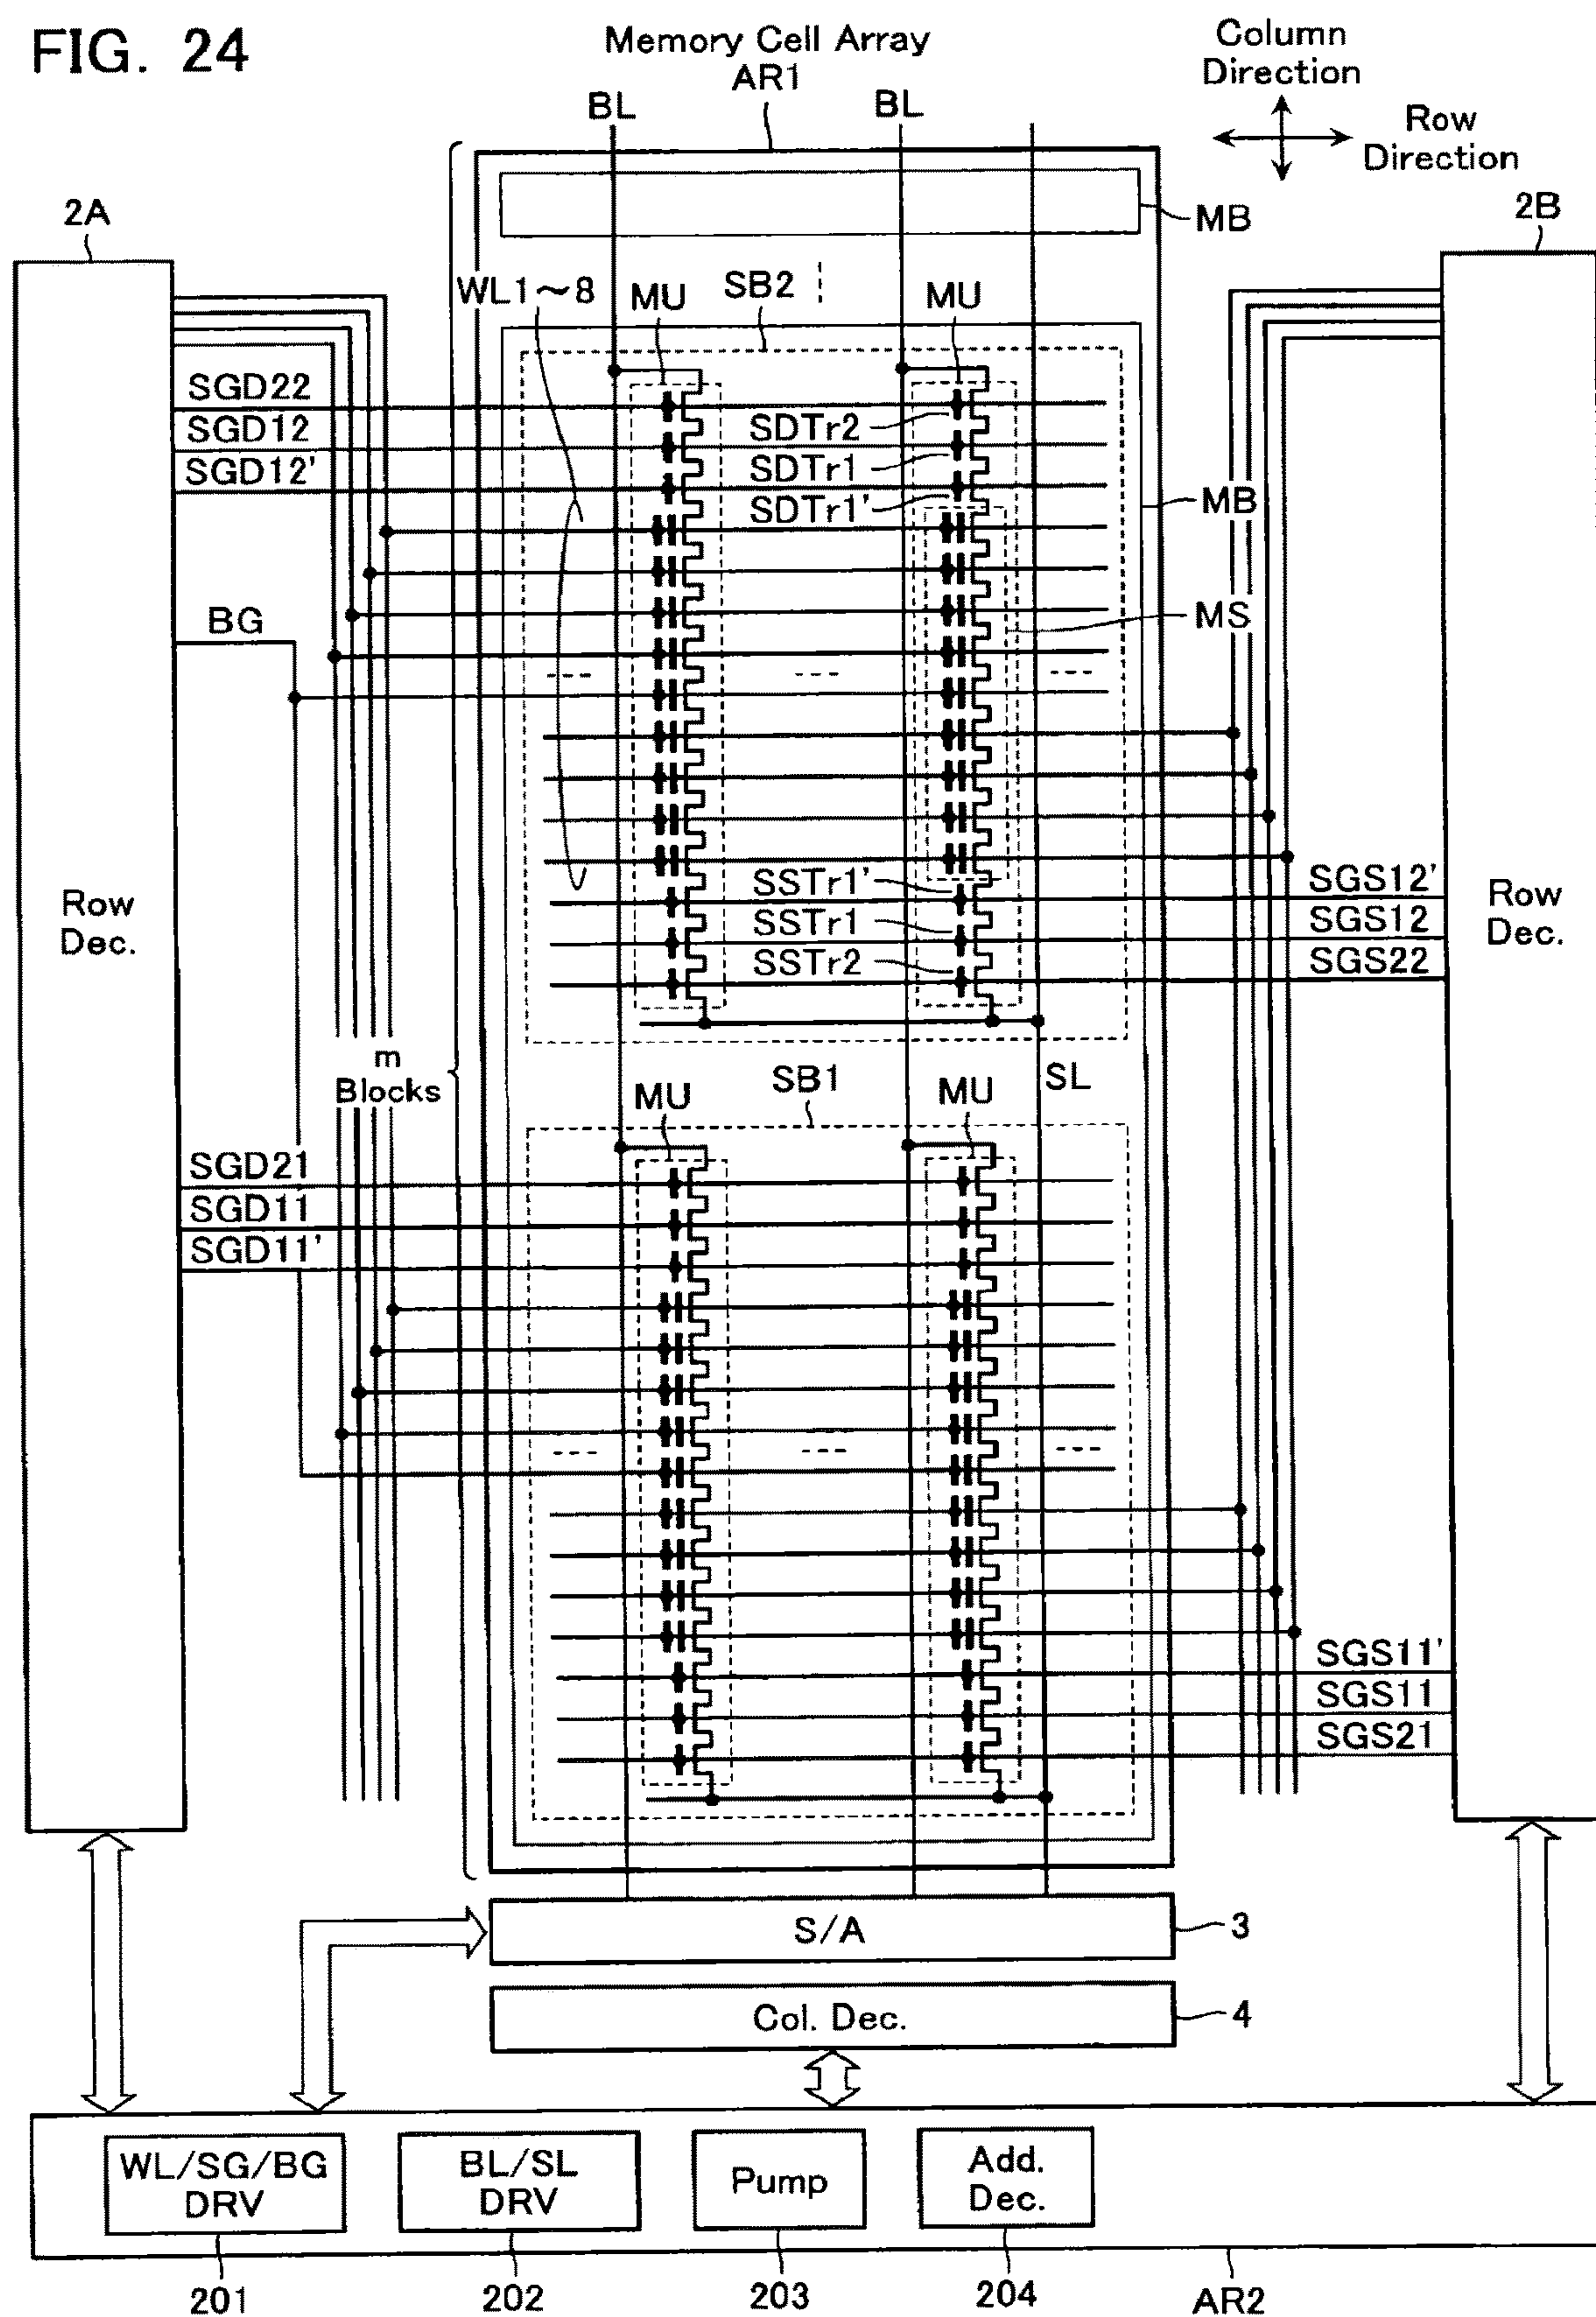 FIG. 24
Memory Cell Array
AR1
Column
Direction
Row
Direction
BL
BL
2A
MB
2B
WL1~8
MU
SB2
MU
SGD22
SGD12
SGD12'
SDTr2
SDTr1
SDTr1'
MB
BG
MS
Row
Dec.
SSTr1'
SSTr1
SSTr2
SGS12'
SGS12
SGS22
Row
Dec.
m
Blocks
MU
SB1
MU
SL
SGD21
SGD11
SGD11'
SGS11'
SGS11
SGS21
S/A
3
Col. Dec.
4
WL/SG/BG
DRV
BL/SL
DRV
Pump
Add.
Dec.
201
202
203
204
AR2